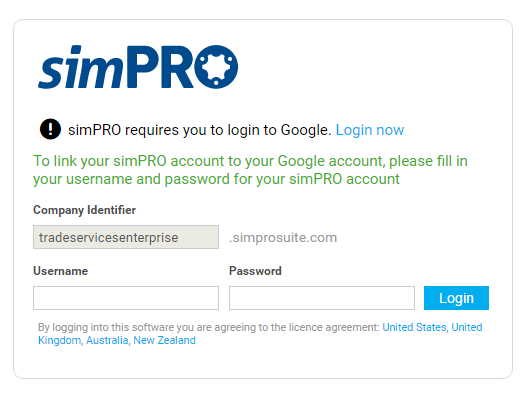 simPRO
simPRO requires you to login to Google. Login now
To link your simPRO account to your Google account, please fill in
your username and password for your simPRO account
Company Identifier
tradeservicesenterprise .simprosuite.com
Username Password
Login
By logging into this software you are agreeing to the licence agreement: United States, United
Kingdom, Australia, New Zealand